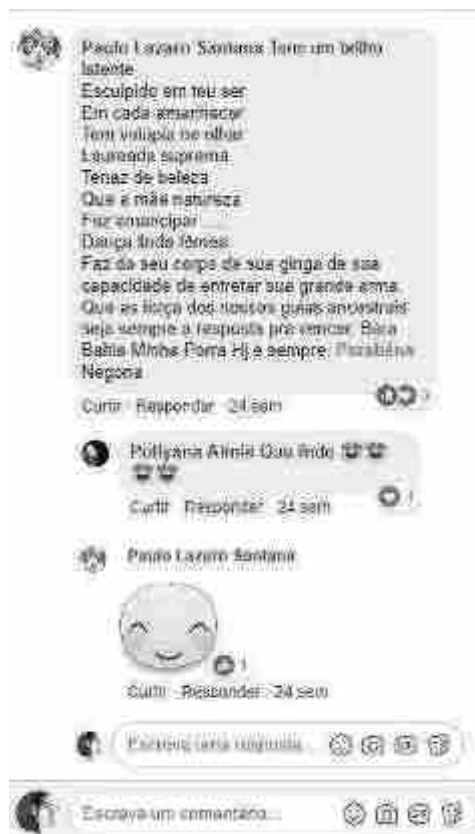 Paulo Lazaro Santana Tem um brilho
latente
Esculpido em teu ser
Em cada amanhecer
Tem volúpia no olhar
Laureada suprema
Tenaz de beleza
Que a mãe natureza
Faz emancipar
Dança linda fêmea
Faz do seu corpo de sua ginga de sua
capacidade de entreter sua grande arma.
Que as força dos nossos guias ancestrais
seja sempre a resposta pra vencer. Bora
Bahia Minha Porra Hj e sempre. Parabéns
Negona
Curtir Responder 24 sem
Pollyana Que lindo
Curtir Responder 24 sem
1
Paulo Lazaro Santana
1
Curtir Responder 24 sem
Escreva uma resposta...
Escreva um comentário...